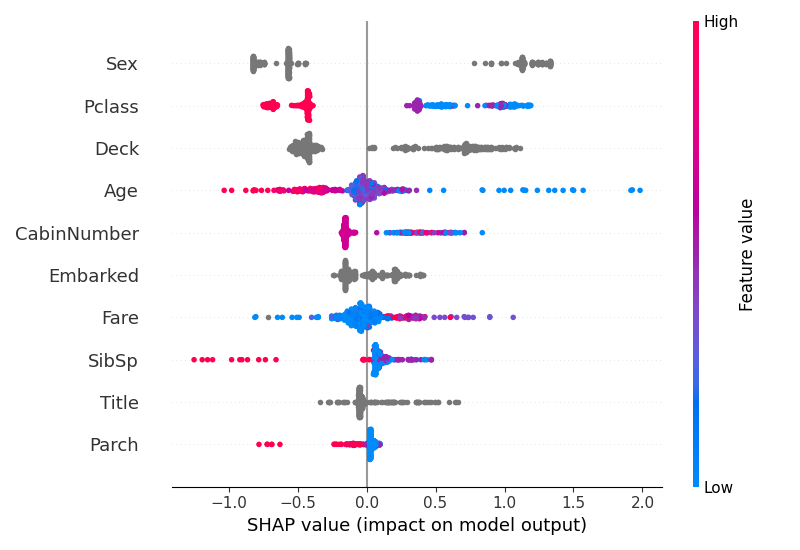 High
Sex
Pclass
Deck
Age
CabinNumber
Embarked
Fare
SibSp
Title
Parch
Feature value
Low
−1.0 −0.5 0.0 0.5 1.0 1.5 2.0
SHAP value (impact on model output)